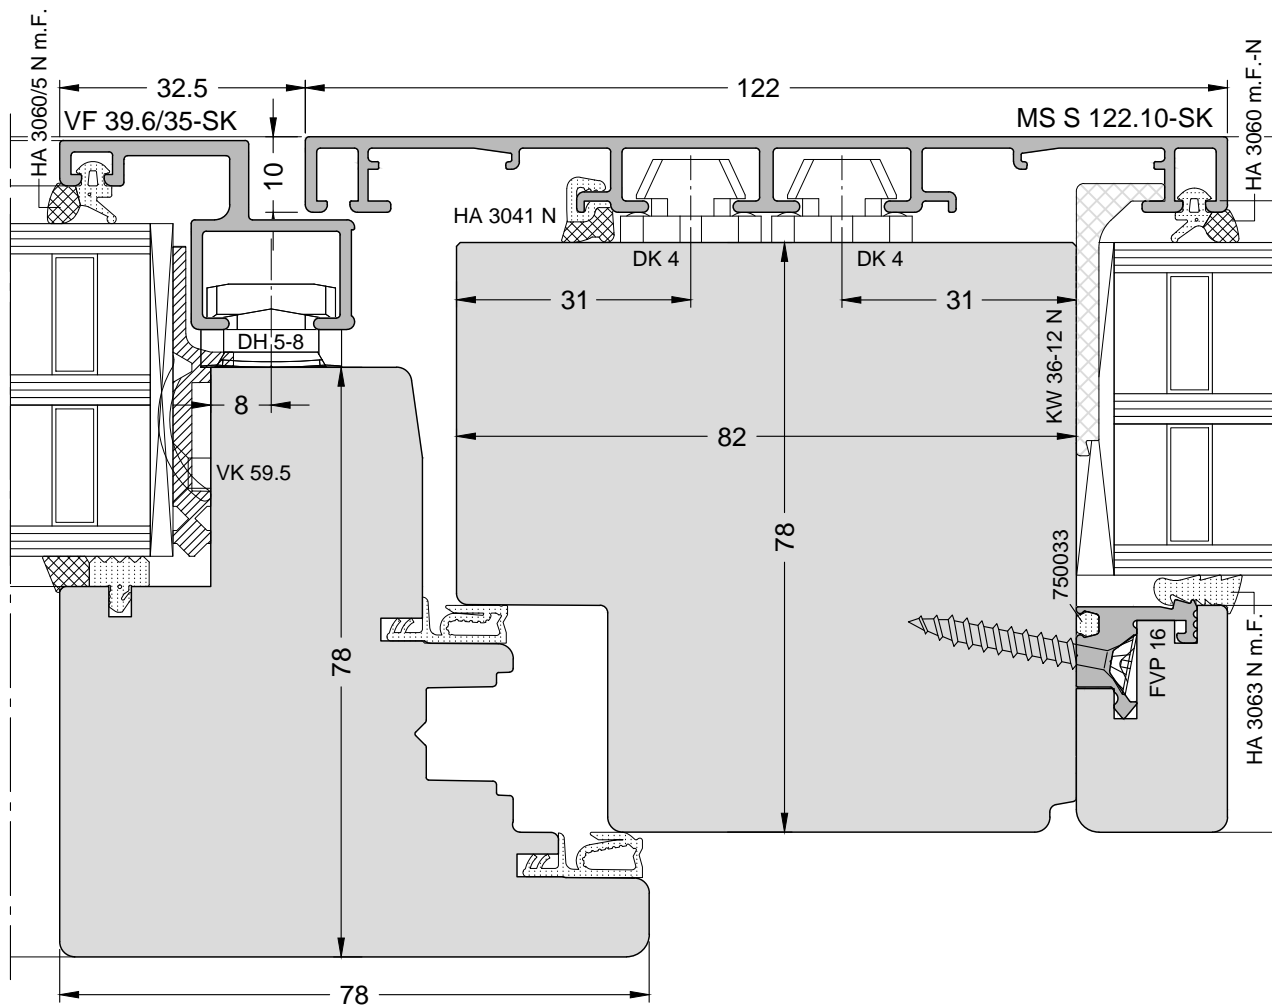 HA 3060/5 N m.F.
32.5
122
HA 3060 m.F.-N
VF 39.6/35-SK
MS S 122.10-SK
10
HA 3041 N
DK 4
DK 4
31
31
DH 5-8
KW 36-12 N
8
82
VK 59.5
78
750033
78
FVP 16
HA 3063 N m.F.
78